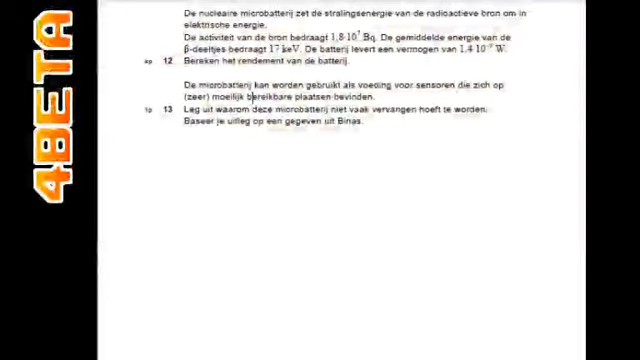 4BETA
De nucleaire microbatterij zet de stralingsenergie van de radioactieve bron om in
elektrische energie.
De activiteit van de bron bedraagt 1,8·10⁷ Bq. De gemiddelde energie van de
β-deeltjes bedraagt 17 keV. De batterij levert een vermogen van 1,4·10 W.
12 Bereken het rendement van de batterij.
De microbatterij kan worden gebruikt als voeding voor sensoren die zich op
(zeer) moeilijk bereikbare plaatsen bevinden.
1p 13 Leg uit waarom deze microbatterij niet vaak vervangen hoeft te worden.
Baseer je uitleg op een gegeven uit Binas.